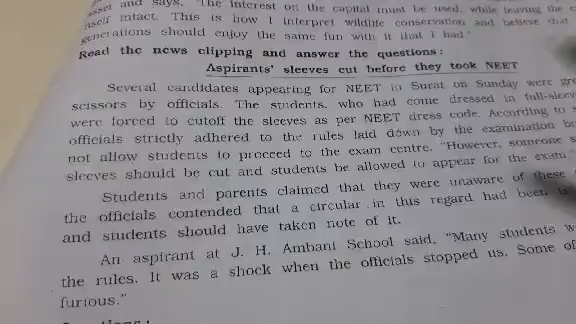 asset and says, "The interest on the capital must be used, while leaving the
itself intact. This is how I interpret wildlife conservation and believe that
generations should enjoy the same fun with it that I had."
Read the news clipping and answer the questions :
Aspirants' sleeves cut before they took NEET
Several candidates appearing for NEET in Surat on Sunday were
scissors by officials. The students, who had come dressed in
were forced to cutoff the sleeves as per NEET dress code. According to
officials strictly adhered to the rules laid down by the examination
not allow students to proceed to the exam centre. "However, someone
sleeves should be cut and students be allowed to appear for the exam
Students and parents claimed that they were unaware of these
the officials contended that a circular in this regard had been
and students should have taken note of it.
An aspirant at J. H. Ambani School said, "Many students
the rules. It was a shock when the officials stopped us. Some of
furious."